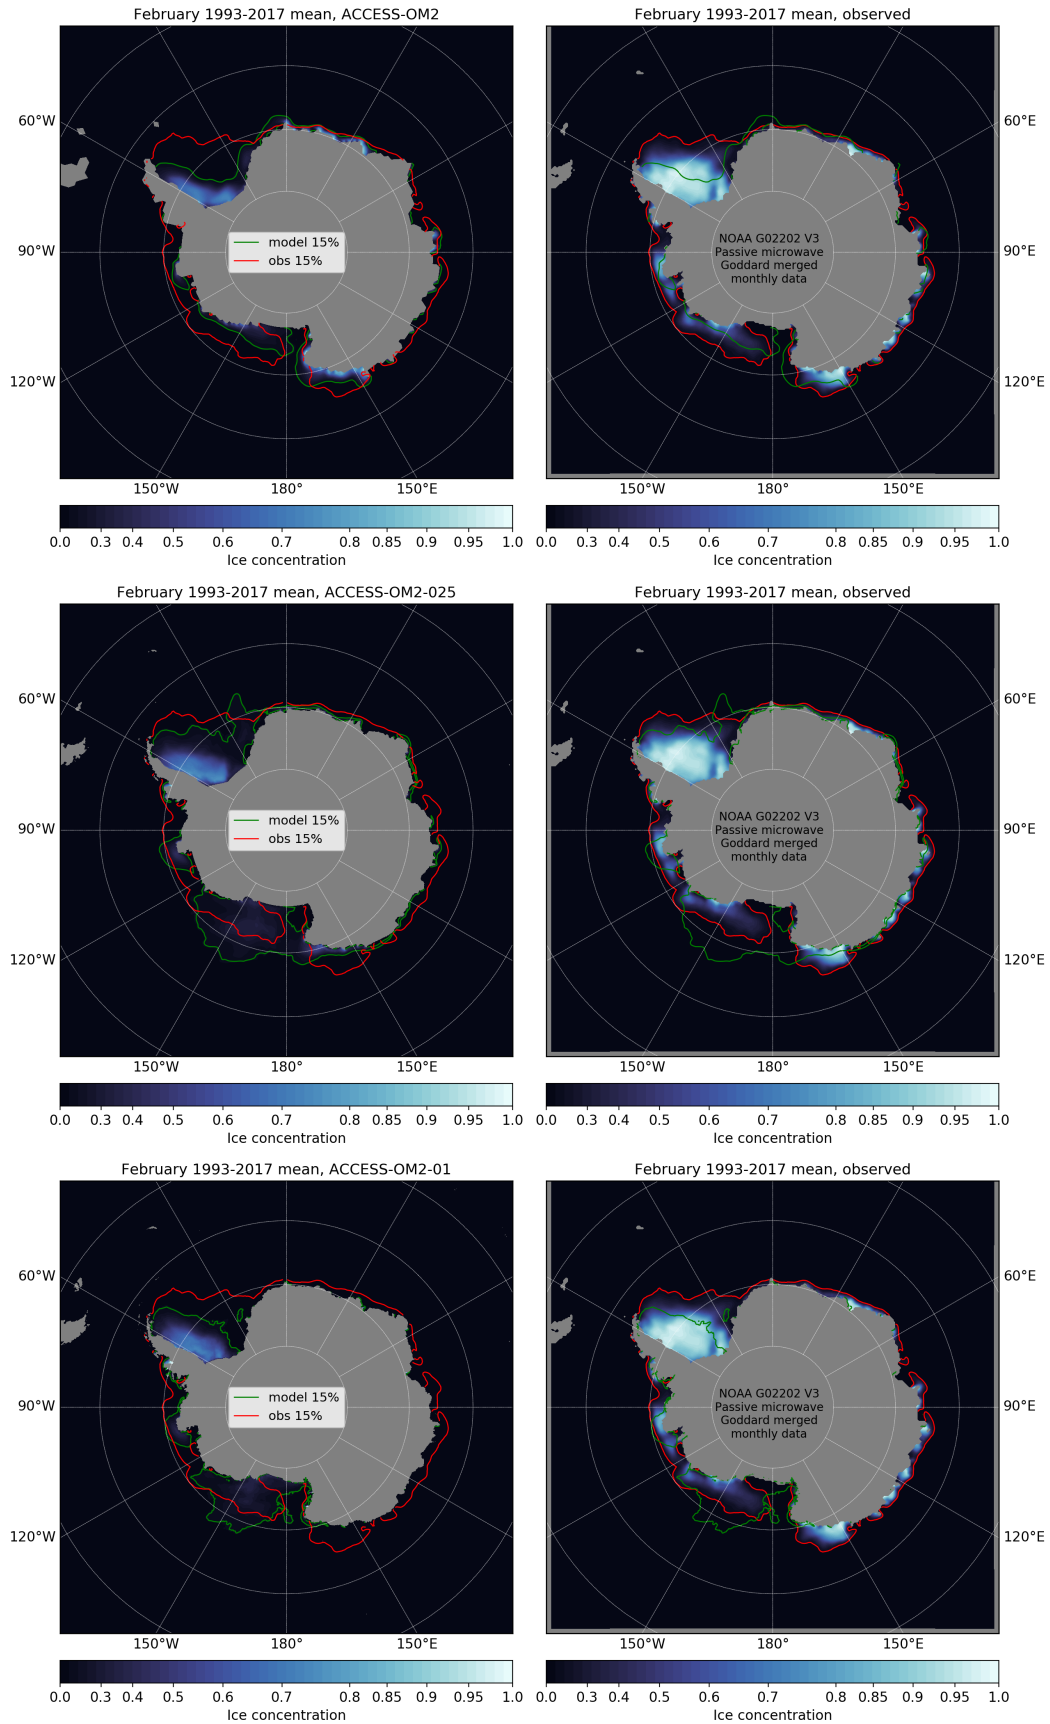 February 1993-2017 mean, ACCESS-OM2
February 1993-2017 mean, observed
60°W
90°W
120°W
model 15%
obs 15%
NOAA G02202 V3
Passive microwave
Goddard merged
monthly data
60°E
90°E
120°E
150°W 180° 150°E
150°W 180° 150°E
0.0 0.3 0.4 0.5 0.6 0.7 0.8 0.85 0.9 0.95 1.0
Ice concentration
0.0 0.3 0.4 0.5 0.6 0.7 0.8 0.85 0.9 0.95 1.0
Ice concentration
February 1993-2017 mean, ACCESS-OM2-025
February 1993-2017 mean, observed
60°W
90°W
120°W
model 15%
obs 15%
NOAA G02202 V3
Passive microwave
Goddard merged
monthly data
60°E
90°E
120°E
150°W 180° 150°E
150°W 180° 150°E
0.0 0.3 0.4 0.5 0.6 0.7 0.8 0.85 0.9 0.95 1.0
Ice concentration
0.0 0.3 0.4 0.5 0.6 0.7 0.8 0.85 0.9 0.95 1.0
Ice concentration
February 1993-2017 mean, ACCESS-OM2-01
February 1993-2017 mean, observed
60°W
90°W
120°W
model 15%
obs 15%
NOAA G02202 V3
Passive microwave
Goddard merged
monthly data
60°E
90°E
120°E
150°W 180° 150°E
150°W 180° 150°E
0.0 0.3 0.4 0.5 0.6 0.7 0.8 0.85 0.9 0.95 1.0
Ice concentration
0.0 0.3 0.4 0.5 0.6 0.7 0.8 0.85 0.9 0.95 1.0
Ice concentration